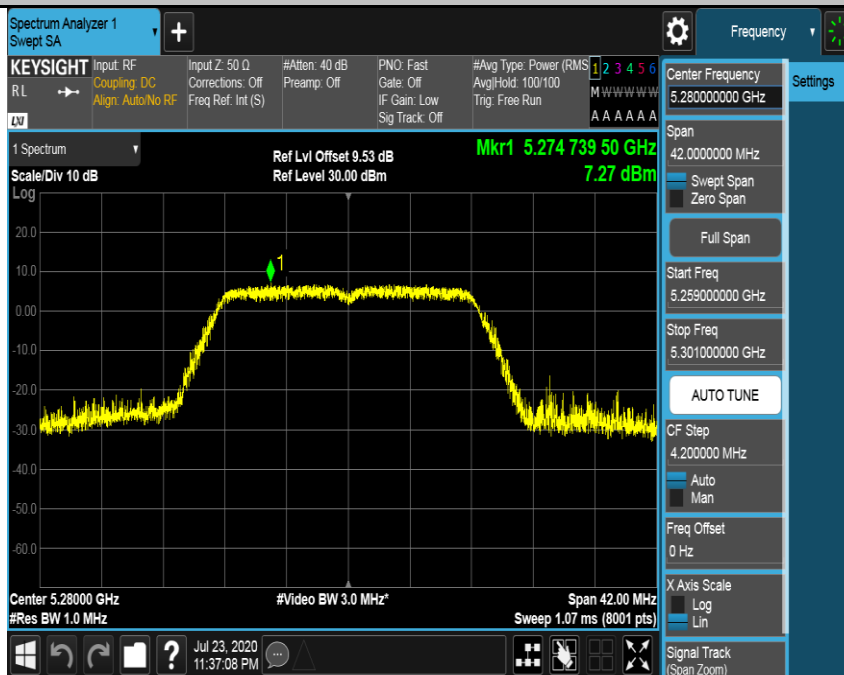 Spectrum Analyzer 1
Swept SA
+
Frequency
KEYSIGHT
RL
LXI
Input: RF
Coupling: DC
Align: Auto/No RF
Input Z: 50 Ω
Corrections: Off
Freq Ref: Int (S)
#Atten: 40 dB
Preamp: Off
PNO: Fast
Gate: Off
IF Gain: Low
Sig Track: Off
#Avg Type: Power (RMS
Avg|Hold: 100/100
Trig: Free Run
1 2 3 4 5 6
M W W W W W
A A A A A A
1 Spectrum
Scale/Div 10 dB
Log
Ref Lvl Offset 9.53 dB
Ref Level 30.00 dBm
Mkr1 5.274 739 50 GHz
7.27 dBm
1
20.0
10.0
0.00
-10.0
-20.0
-30.0
-40.0
-50.0
-60.0
Center 5.28000 GHz
#Res BW 1.0 MHz
#Video BW 3.0 MHz*
Span 42.00 MHz
Sweep 1.07 ms (8001 pts)
?
Jul 23, 2020
11:37:08 PM
Center Frequency
5.280000000 GHz
Settings
Span
42.0000000 MHz
Swept Span
Zero Span
Full Span
Start Freq
5.259000000 GHz
Stop Freq
5.301000000 GHz
AUTO TUNE
CF Step
4.200000 MHz
Auto
Man
Freq Offset
0 Hz
X Axis Scale
Log
Lin
Signal Track
(Span Zoom)